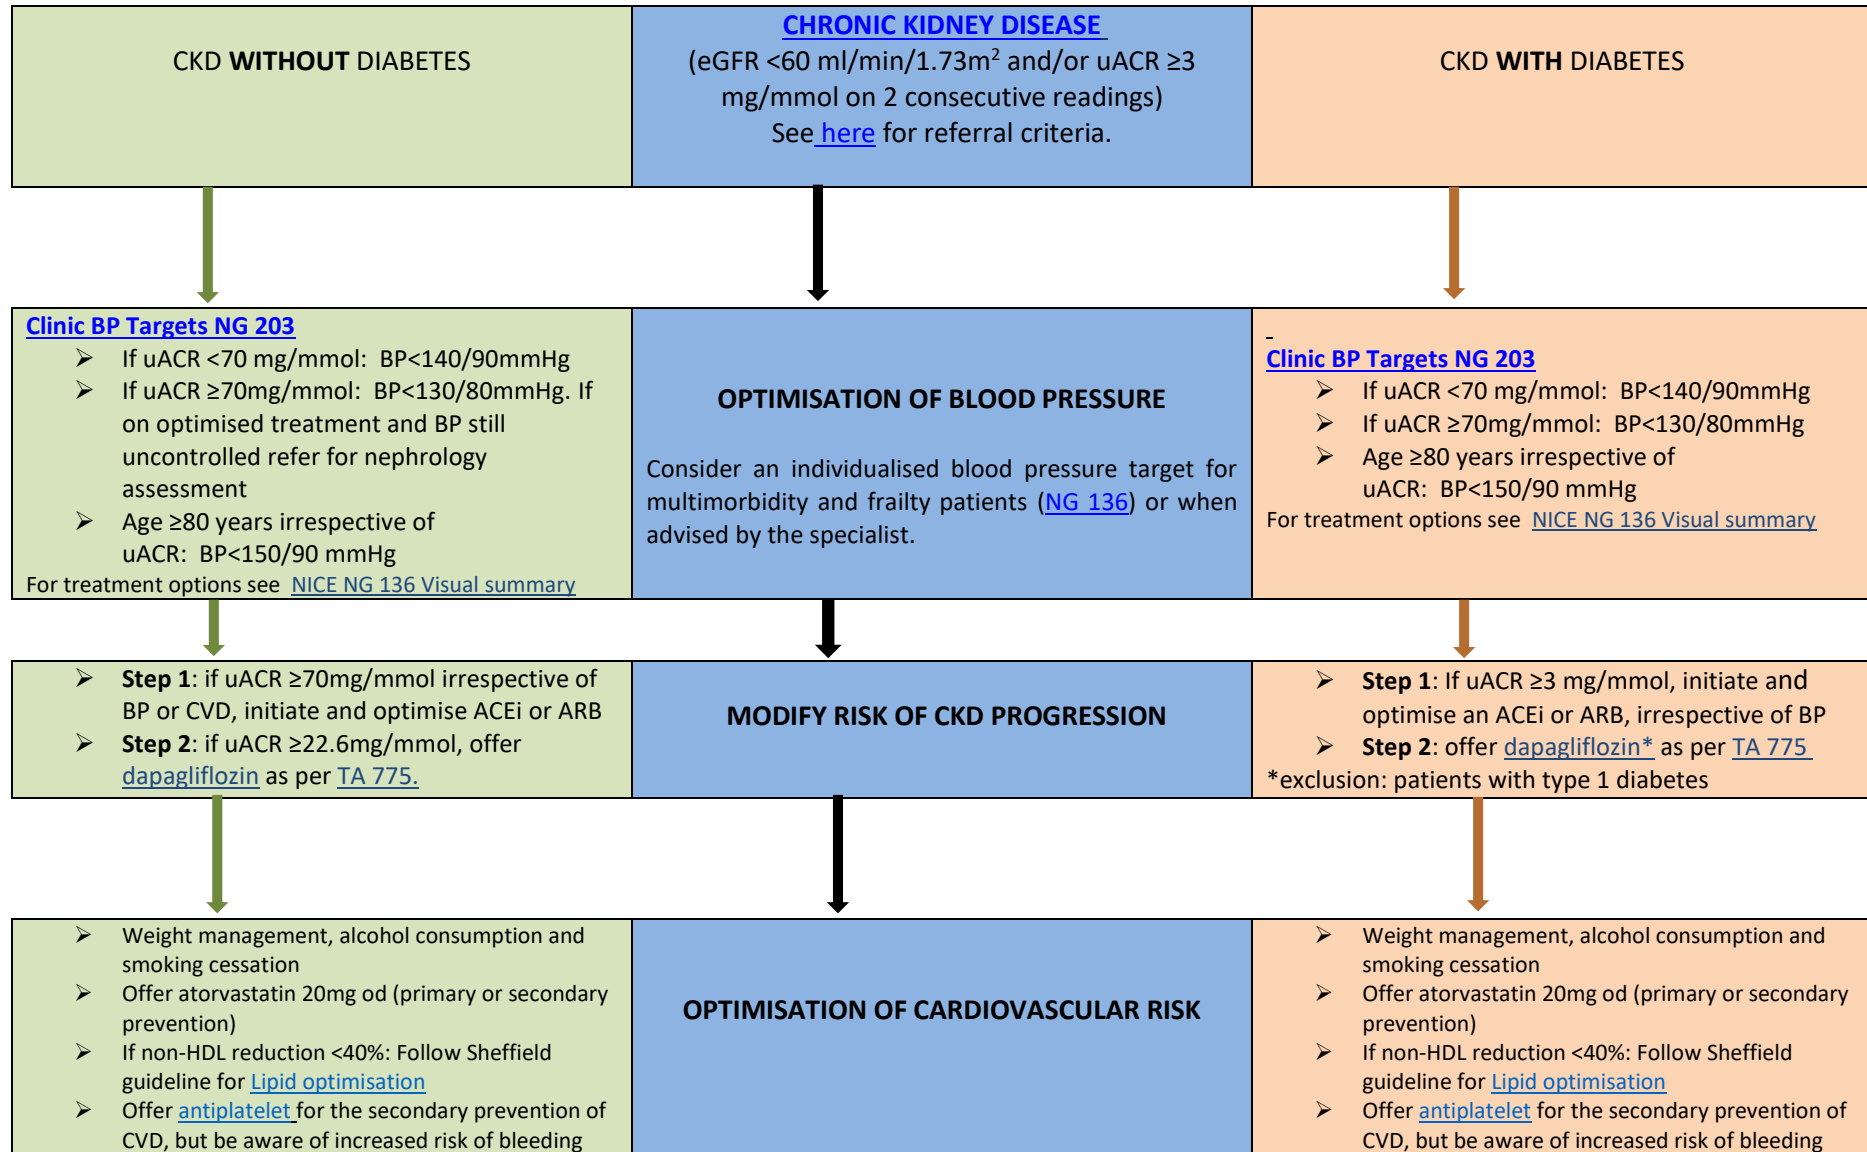 CKD WITHOUT DIABETES
CHRONIC KIDNEY DISEASE
(eGFR <60 ml/min/1.73m² and/or uACR ≥3
mg/mmol on 2 consecutive readings)
See here for referral criteria.
CKD WITH DIABETES
Clinic BP Targets NG 203
➢ If uACR <70 mg/mmol: BP<140/90mmHg
➢ If uACR ≥70mg/mmol: BP<130/80mmHg. If
on optimised treatment and BP still
uncontrolled refer for nephrology
assessment
➢ Age ≥80 years irrespective of
uACR: BP<150/90 mmHg
For treatment options see NICE NG 136 Visual summary
OPTIMISATION OF BLOOD PRESSURE
Consider an individualised blood pressure target for
multimorbidity and frailty patients (NG 136) or when
advised by the specialist.
Clinic BP Targets NG 203
➢ If uACR <70 mg/mmol: BP<140/90mmHg
➢ If uACR ≥70mg/mmol: BP<130/80mmHg
➢ Age ≥80 years irrespective of
uACR: BP<150/90 mmHg
For treatment options see NICE NG 136 Visual summary
➢ Step 1: if uACR ≥70mg/mmol irrespective of
BP or CVD, initiate and optimise ACEi or ARB
➢ Step 2: if uACR ≥22.6mg/mmol, offer
dapagliflozin as per TA 775.
MODIFY RISK OF CKD PROGRESSION
➢ Step 1: If uACR ≥3 mg/mmol, initiate and
optimise an ACEi or ARB, irrespective of BP
➢ Step 2: offer dapagliflozin* as per TA 775
*exclusion: patients with type 1 diabetes
➢ Weight management, alcohol consumption and
smoking cessation
➢ Offer atorvastatin 20mg od (primary or secondary
prevention)
➢ If non-HDL reduction <40%: Follow Sheffield
guideline for Lipid optimisation
➢ Offer antiplatelet for the secondary prevention of
CVD, but be aware of increased risk of bleeding
OPTIMISATION OF CARDIOVASCULAR RISK
➢ Weight management, alcohol consumption and
smoking cessation
➢ Offer atorvastatin 20mg od (primary or secondary
prevention)
➢ If non-HDL reduction <40%: Follow Sheffield
guideline for Lipid optimisation
➢ Offer antiplatelet for the secondary prevention of
CVD, but be aware of increased risk of bleeding